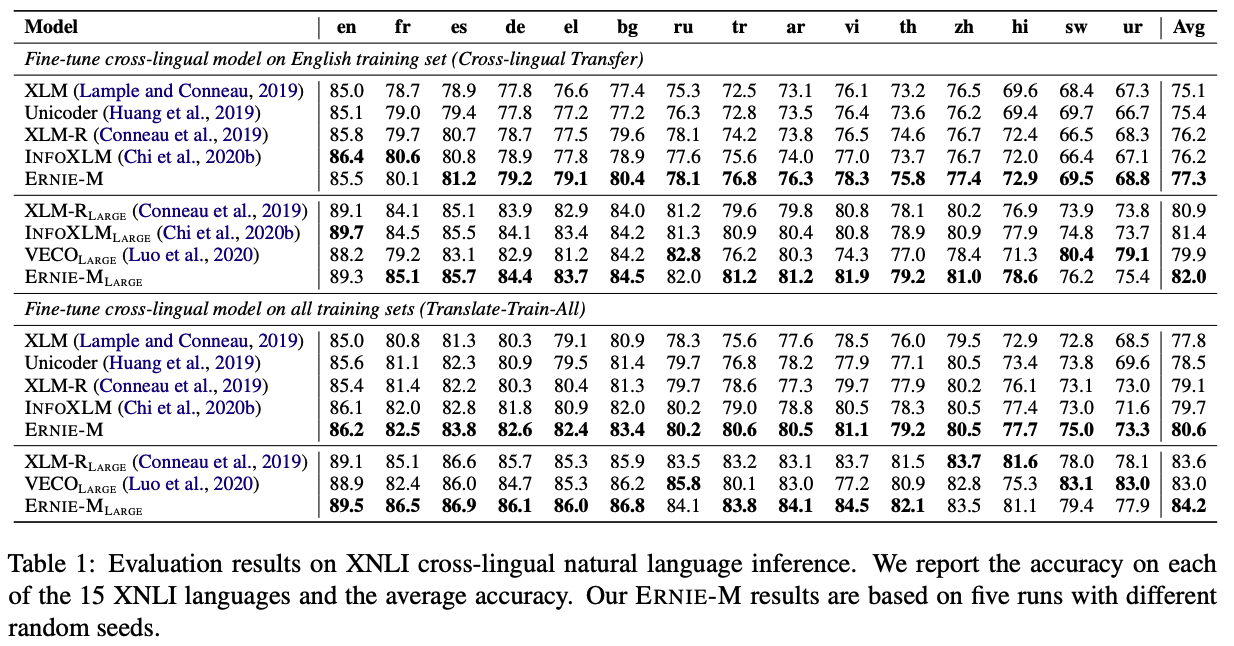 Model en fr es de el bg ru tr ar vi th zh hi sw ur Avg
Fine-tune cross-lingual model on English training set (Cross-lingual Transfer)
XLM (Lample and Conneau, 2019) 85.0 78.7 78.9 77.8 76.6 77.4 75.3 72.5 73.1 76.1 73.2 76.5 69.6 68.4 67.3 75.1
Unicoder (Huang et al., 2019) 85.1 79.0 79.4 77.8 77.2 77.2 76.3 72.8 73.5 76.4 73.6 76.2 69.4 69.7 66.7 75.4
XLM-R (Conneau et al., 2019) 85.8 79.7 80.7 78.7 77.5 79.6 78.1 74.2 73.8 76.5 74.6 76.7 72.4 66.5 68.3 76.2
INFOXLM (Chi et al., 2020b) 86.4 80.6 80.8 78.9 77.8 78.9 77.6 75.6 74.0 77.0 73.7 76.7 72.0 66.4 67.1 76.2
ERNIE-M 85.5 80.1 81.2 79.2 79.1 80.4 78.1 76.8 76.3 78.3 75.8 77.4 72.9 69.5 68.8 77.3
XLM-RLARGE (Conneau et al., 2019) 89.1 84.1 85.1 83.9 82.9 84.0 81.2 79.6 79.8 80.8 78.1 80.2 76.9 73.9 73.8 80.9
INFOXLMLARGE (Chi et al., 2020b) 89.7 84.5 85.5 84.1 83.4 84.2 81.3 80.9 80.4 80.8 78.9 80.9 77.9 74.8 73.7 81.4
VECOLARGE (Luo et al., 2020) 88.2 79.2 83.1 82.9 81.2 84.2 82.8 76.2 80.3 74.3 77.0 78.4 71.3 80.4 79.1 79.9
ERNIE-MLARGE 89.3 85.1 85.7 84.4 83.7 84.5 82.0 81.2 81.2 81.9 79.2 81.0 78.6 76.2 75.4 82.0
Fine-tune cross-lingual model on all training sets (Translate-Train-All)
XLM (Lample and Conneau, 2019) 85.0 80.8 81.3 80.3 79.1 80.9 78.3 75.6 77.6 78.5 76.0 79.5 72.9 72.8 68.5 77.8
Unicoder (Huang et al., 2019) 85.6 81.1 82.3 80.9 79.5 81.4 79.7 76.8 78.2 77.9 77.1 80.5 73.4 73.8 69.6 78.5
XLM-R (Conneau et al., 2019) 85.4 81.4 82.2 80.3 80.4 81.3 79.7 78.6 77.3 79.7 77.9 80.2 76.1 73.1 73.0 79.1
INFOXLM (Chi et al., 2020b) 86.1 82.0 82.8 81.8 80.9 82.0 80.2 79.0 78.8 80.5 78.3 80.5 77.4 73.0 71.6 79.7
ERNIE-M 86.2 82.5 83.8 82.6 82.4 83.4 80.2 80.6 80.5 81.1 79.2 80.5 77.7 75.0 73.3 80.6
XLM-RLARGE (Conneau et al., 2019) 89.1 85.1 86.6 85.7 85.3 85.9 83.5 83.2 83.1 83.7 81.5 83.7 81.6 78.0 78.1 83.6
VECOLARGE (Luo et al., 2020) 88.9 82.4 86.0 84.7 85.3 86.2 85.8 80.1 83.0 77.2 80.9 82.8 75.3 83.1 83.0 83.0
ERNIE-MLARGE 89.5 86.5 86.9 86.1 86.0 86.8 84.1 83.8 84.1 84.5 82.1 83.5 81.1 79.4 77.9 84.2
Table 1: Evaluation results on XNLI cross-lingual natural language inference. We report the accuracy on each
of the 15 XNLI languages and the average accuracy. Our ERNIE-M results are based on five runs with different
random seeds.